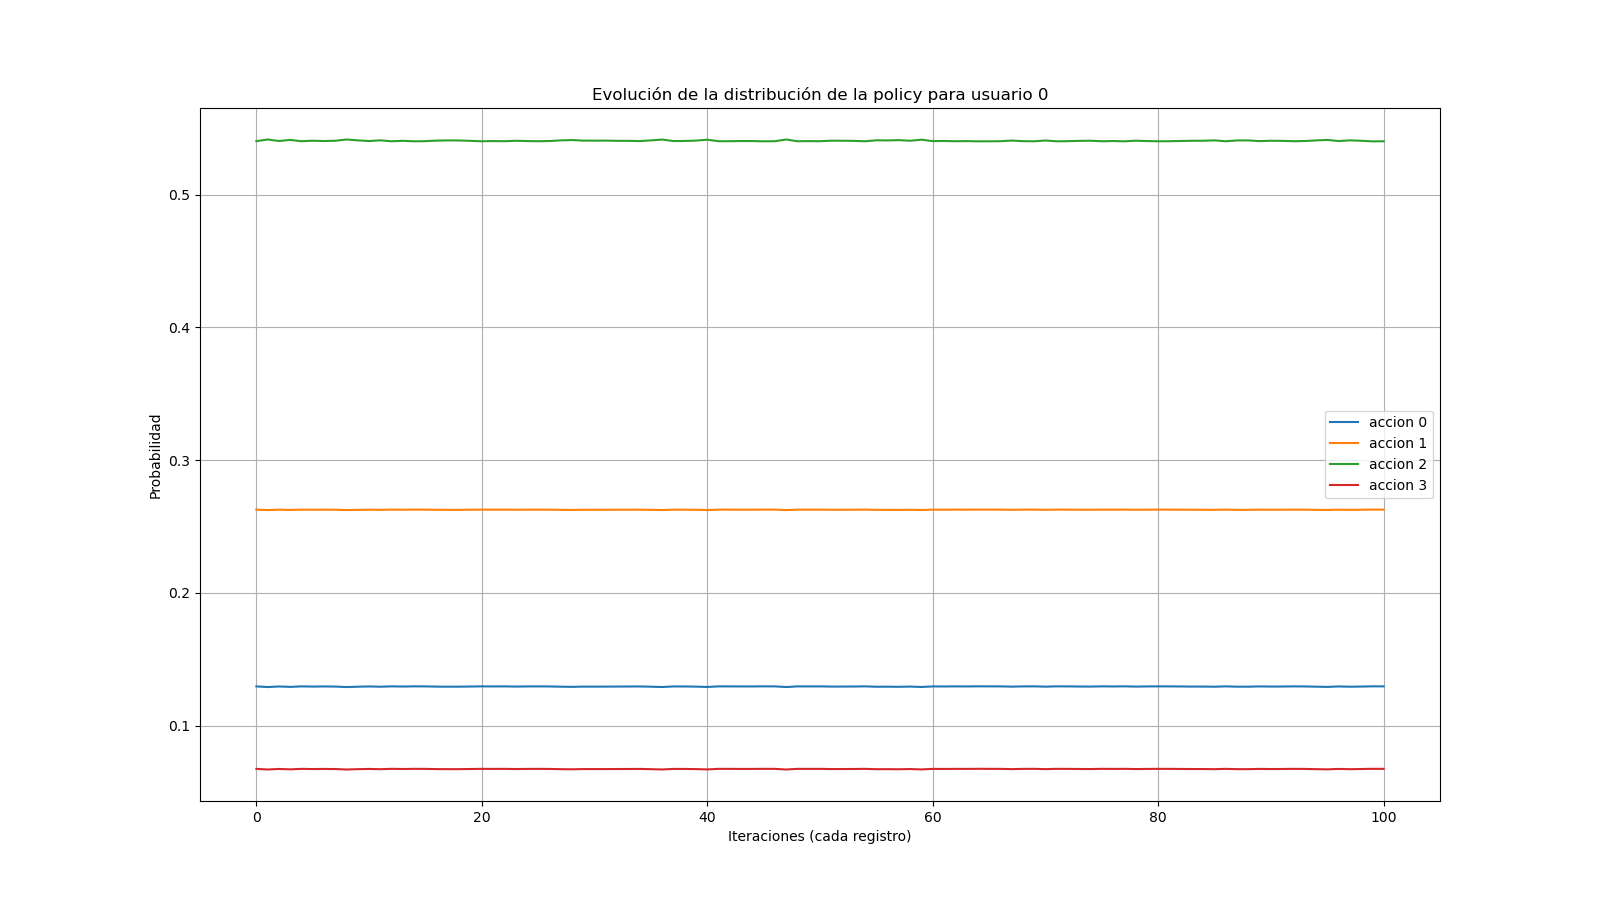 Evolución de la distribución de la policy para usuario 0
Probabilidad
0.5
0.4
0.3
0.2
0.1
accion 0
accion 1
accion 2
accion 3
0 20 40 60 80 100
Iteraciones (cada registro)